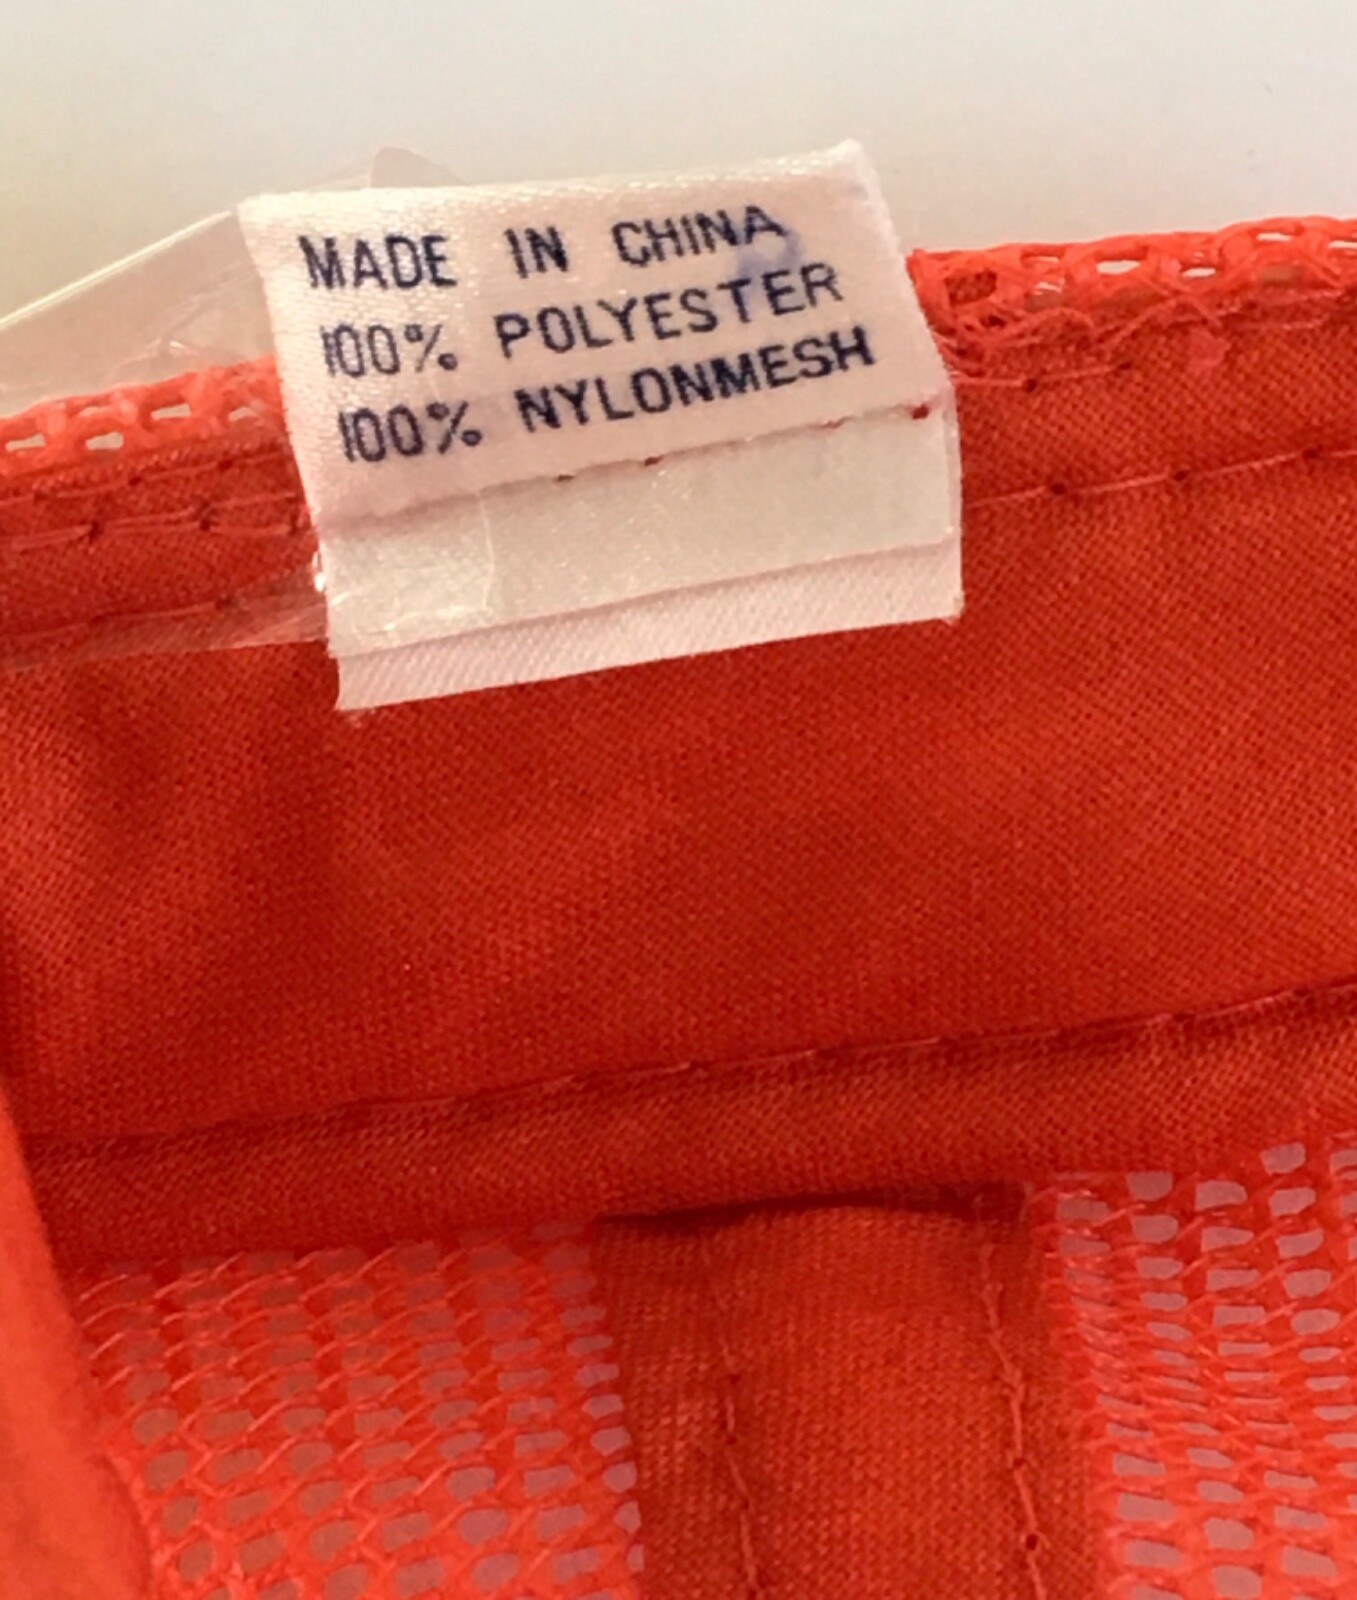 MADE IN CHINA
100% POLYESTER
100% NYLONMESH